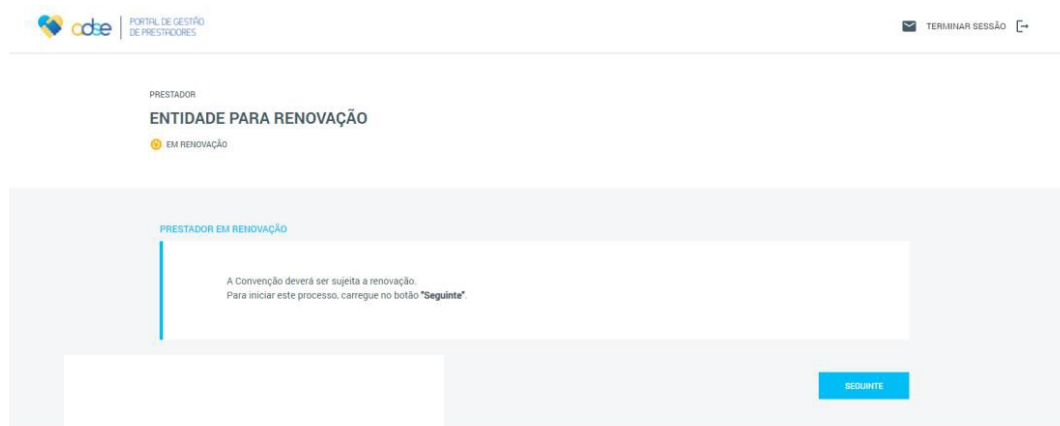 adse
PORTAL DE GESTÃO
DE PRESTADORES
TERMINAR SESSÃO
PRESTADOR
ENTIDADE PARA RENOVAÇÃO
EM RENOVAÇÃO
PRESTADOR EM RENOVAÇÃO
A Convenção deverá ser sujeita a renovação.
Para iniciar este processo, carregue no botão "Seguinte".
SEGUINTE